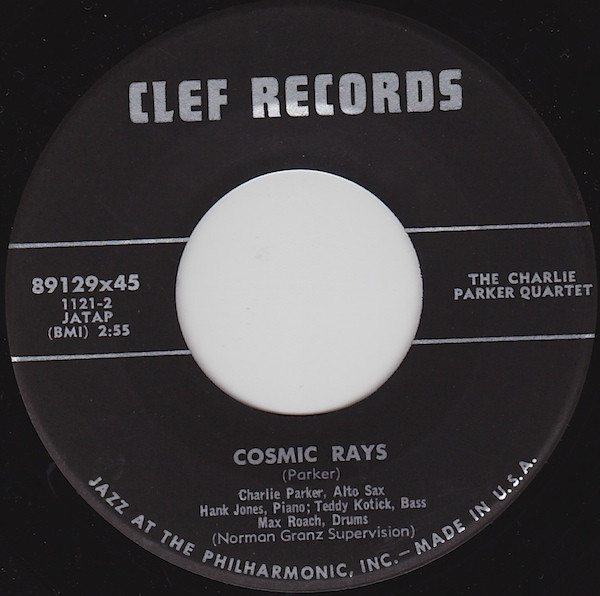 CLEF RECORDS
89129x45
1121-2
JATAP
(BMI) 2:55
THE CHARLIE
PARKER QUARTET
COSMIC RAYS
(Parker)
Charlie Parker, Alto Sax
Hank Jones, Piano; Teddy Kotick, Bass
Max Roach, Drums
(Norman Granz Supervision)
JAZZ AT THE PHILHARMONIC, INC.—MADE IN U.S.A.